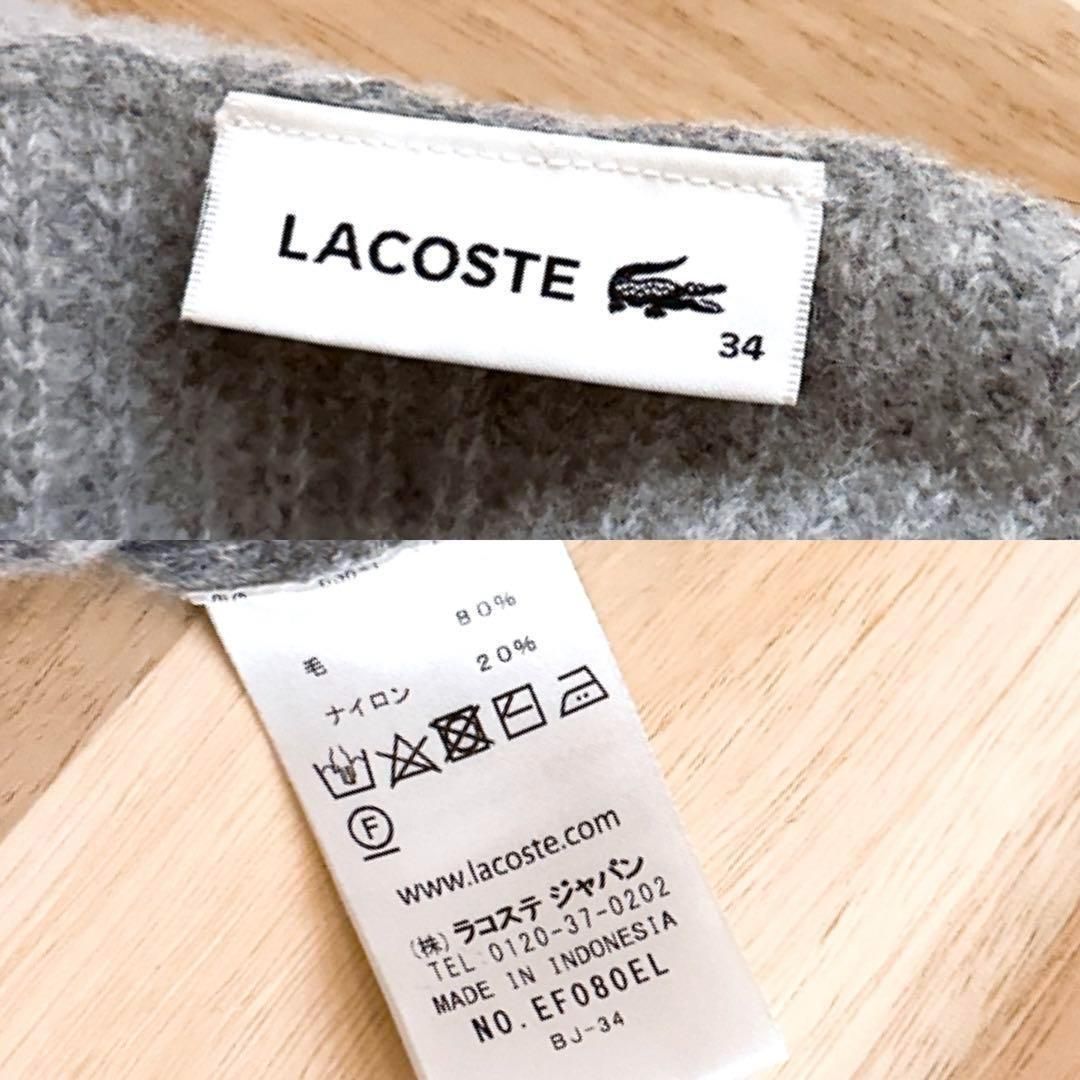 LACOSTE
34
毛 80%
ナイロン 20%
F
www.lacoste.com
(株)ラコステ ジャパン
TEL 0120-37-0202
MADE IN INDONESIA
NO.EF080EL
BJ-34